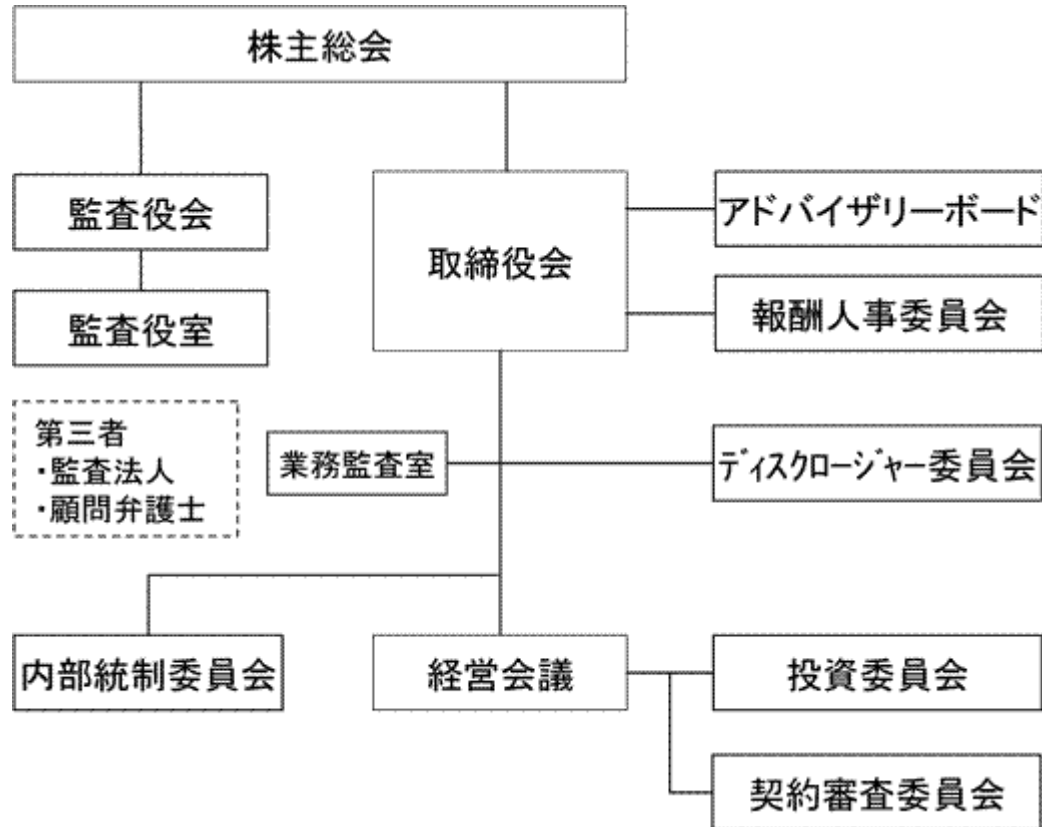 株主総会
監査役会
取締役会
アドバイザリーボード
監査役室
報酬人事委員会
第三者
・監査法人
・顧問弁護士
業務監査室
ディスクロージャー委員会
内部統制委員会
経営会議
投資委員会
契約審査委員会